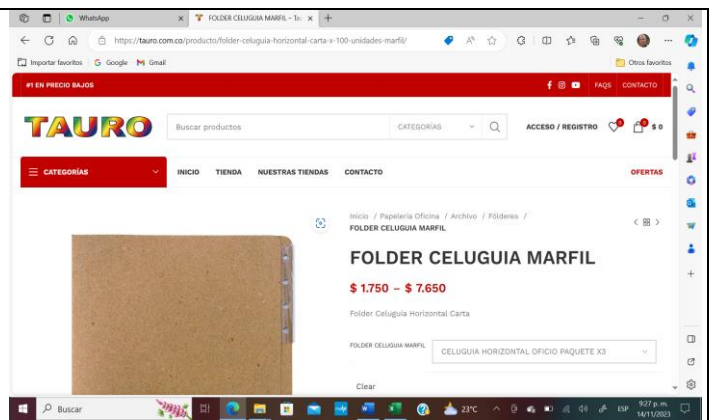 WhatsApp
FOLDER CELUGUIA MARFIL – Ta
https://tauro.com.co/producto/folder-celuguia-horizontal-carta-x-100-unidades-marfil/
Importar favoritos
Google
Gmail
Otros favoritos
#1 EN PRECIO BAJOS
FAQS
CONTACTO
TAURO
Buscar productos
CATEGORÍAS
ACCESO / REGISTRO
0
0
$ 0
CATEGORÍAS
INICIO
TIENDA
NUESTRAS TIENDAS
CONTACTO
OFERTAS
Inicio / Papelería Oficina / Archivo / Fólderes /
FOLDER CELUGUIA MARFIL
FOLDER CELUGUIA MARFIL
$ 1.750 – $ 7.650
Folder Celuguía Horizontal Carta
FOLDER CELUGUIA MARFIL
CELUGUIA HORIZONTAL OFICIO PAQUETE X3
Clear
Buscar
23°C
ESP
9:27 p. m.
14/11/2023